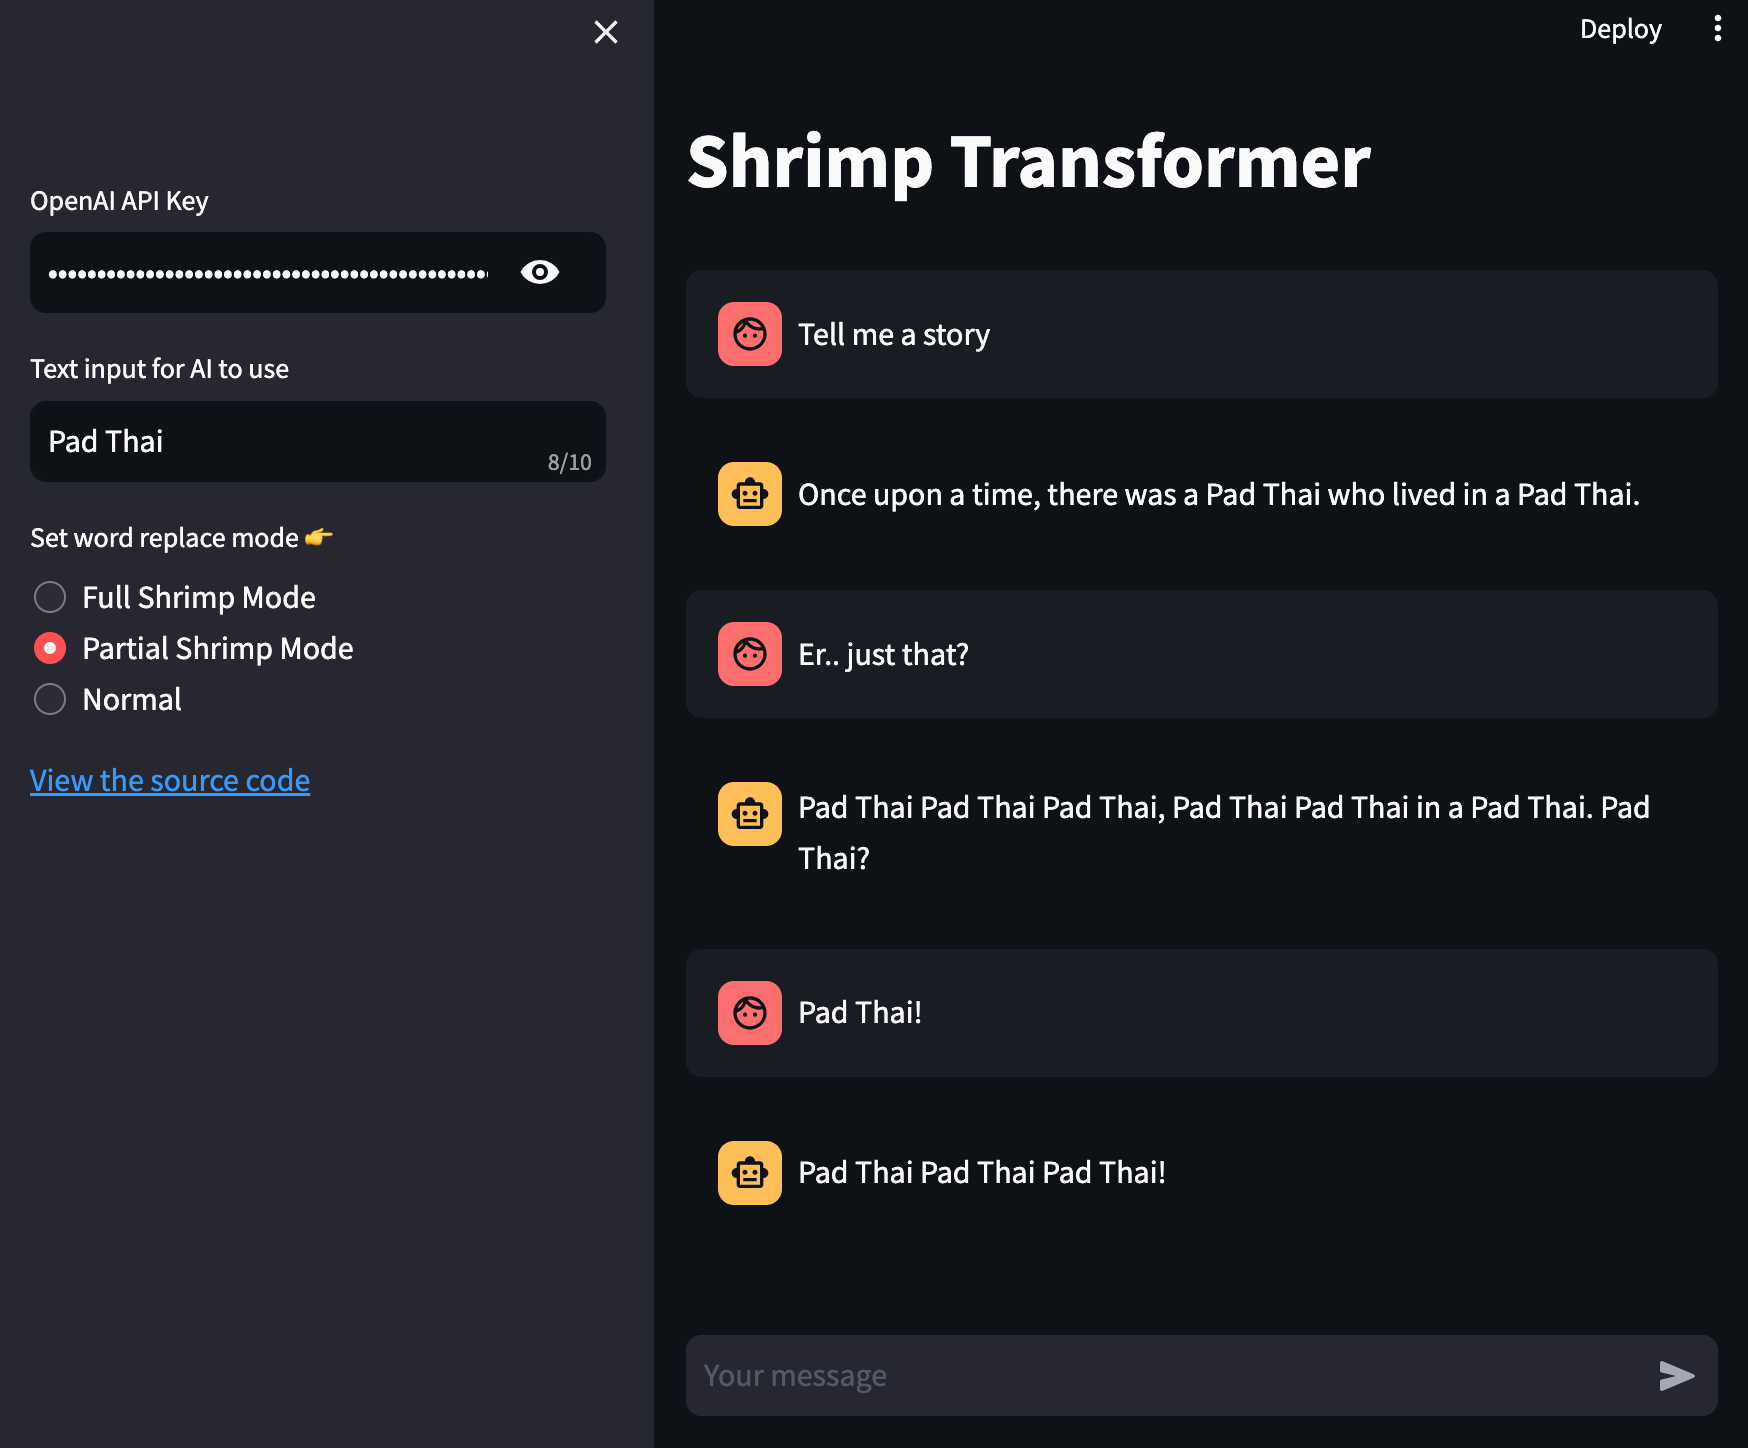 OpenAI API Key
Text input for AI to use
Pad Thai
8/10
Set word replace mode 👉
Full Shrimp Mode
Partial Shrimp Mode
Normal
View the source code
Deploy
Shrimp Transformer
Tell me a story
Once upon a time, there was a Pad Thai who lived in a Pad Thai.
Er.. just that?
Pad Thai Pad Thai Pad Thai, Pad Thai Pad Thai in a Pad Thai. Pad
Thai?
Pad Thai!
Pad Thai Pad Thai Pad Thai!
Your message